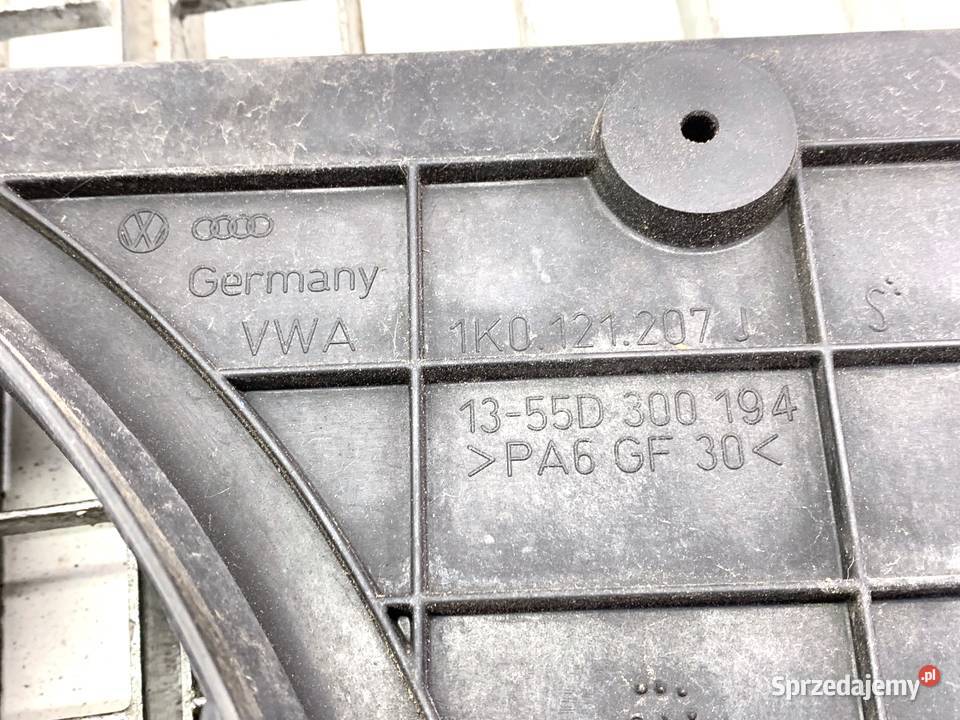 Germany
VWA
1K0.121.207 J
S
13-55D 300 194
>PA6 GF 30<
Sprzedajemy.pl